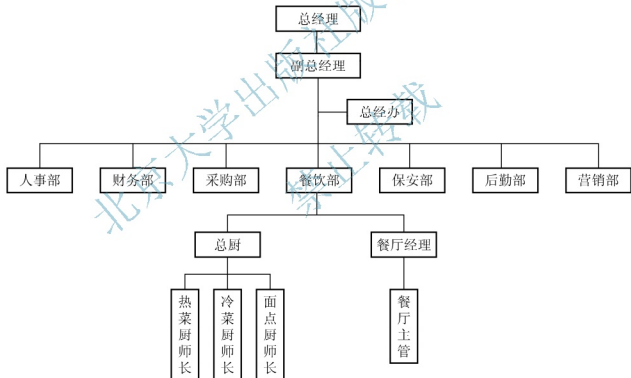 总经理
副总经理
总经办
人事部
财务部
采购部
餐饮部
保安部
后勤部
营销部
总厨
餐厅经理
热菜厨师长
冷菜厨师长
面点厨师长
餐厅主管
北京大学出版社版
禁止转载